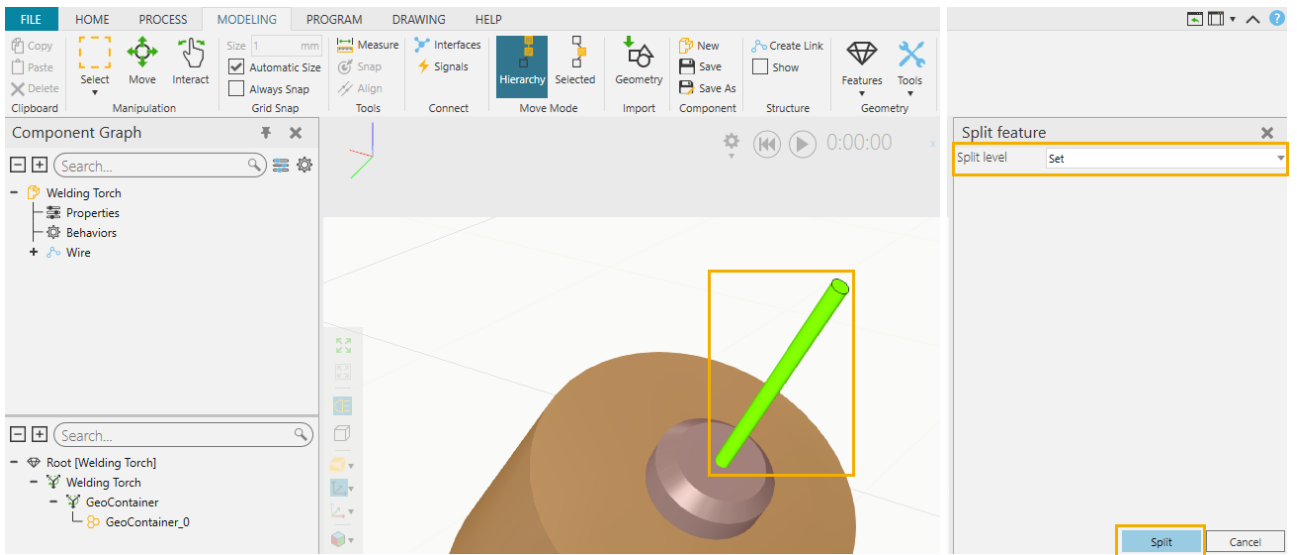 FILE HOME PROCESS MODELING PROGRAM DRAWING HELP
Copy
Paste
Delete
Clipboard
Select
Move
Interact
Manipulation
Size 1 mm
Automatic Size
Always Snap
Grid Snap
Measure
Snap
Align
Tools
Interfaces
Signals
Connect
Hierarchy
Selected
Move Mode
Geometry
Import
New
Save
Save As
Component
Create Link
Show
Structure
Features
Tools
Geometry
Component Graph
Search...
Welding Torch
Properties
Behaviors
Wire
Search...
Root [Welding Torch]
Welding Torch
GeoContainer
GeoContainer_0
0:00:00
x
Split feature
Split level Set
Split Cancel